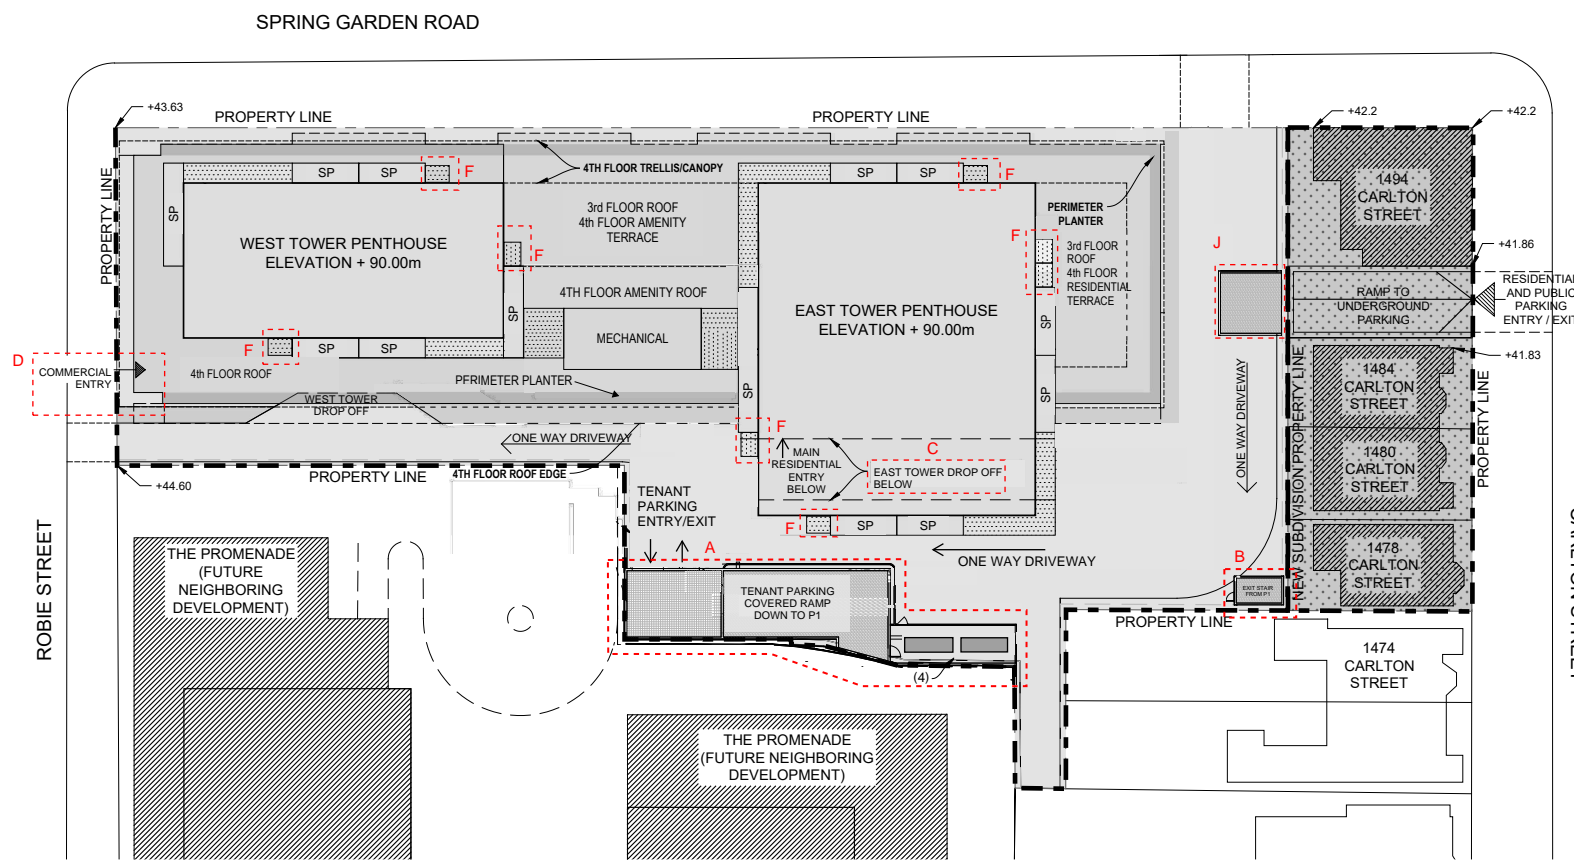 SPRING GARDEN ROAD
+43.63
PROPERTY LINE
PROPERTY LINE
+42.2
+42.2
PROPERTY LINE
SP
SP
F
4TH FLOOR TRELLIS/CANOPY
SP
SP
F
PERIMETER
PLANTER
1494
CARLTON
STREET
SP
WEST TOWER PENTHOUSE
ELEVATION + 90.00m
F
3rd FLOOR ROOF
4th FLOOR AMENITY
TERRACE
F
3rd FLOOR
ROOF
4th FLOOR
RESIDENTIAL
TERRACE
J
+41.86
4TH FLOOR AMENITY ROOF
SP
MECHANICAL
EAST TOWER PENTHOUSE
ELEVATION + 90.00m
SP
RAMP TO
UNDERGROUND
PARKING
RESIDENTIAL
AND PUBLIC
PARKING
ENTRY / EXIT
F
SP
SP
D
COMMERCIAL
ENTRY
4th FLOOR ROOF
PERIMETER PLANTER
WEST TOWER
DROP OFF
SP
SP
ONE WAY DRIVEWAY
NEW SUBDIVISION PROPERTY LINE
+41.83
1484
CARLTON
STREET
PROPERTY LINE
ONE WAY DRIVEWAY
F
C
MAIN
RESIDENTIAL
ENTRY
BELOW
EAST TOWER DROP OFF
BELOW
1480
CARLTON
STREET
PROPERTY LINE
4TH FLOOR ROOF EDGE
+44.60
TENANT
PARKING
ENTRY/EXIT
F
SP
SP
ROBIE STREET
CARLTON STREET
THE PROMENADE
(FUTURE
NEIGHBORING
DEVELOPMENT)
A
ONE WAY DRIVEWAY
B
1478
CARLTON
STREET
TENANT PARKING
COVERED RAMP
DOWN TO P1
EXIT STAIR
FROM P1
PROPERTY LINE
(4)
1474
CARLTON
STREET
THE PROMENADE
(FUTURE NEIGHBORING
DEVELOPMENT)